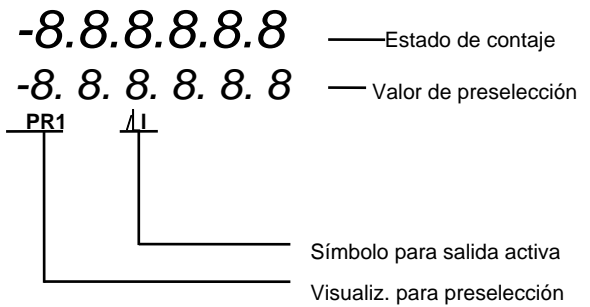 -8.8.8.8.8.8 Estado de contaje
-8. 8. 8. 8. 8. 8 Valor de preselección
PR1
Símbolo para salida activa
Visualiz. para preselección